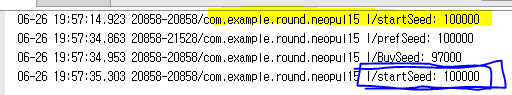 06-26 19:57:14.923 20858-20858/com.example.round.neopul15 I/startSeed: 100000
06-26 19:57:34.863 20858-21528/com.example.round.neopul15 I/prefSeed: 100000
06-26 19:57:34.953 20858-20858/com.example.round.neopul15 I/BuySeed: 97000
06-26 19:57:35.303 20858-20858/com.example.round.neopul15 I/startSeed: 100000